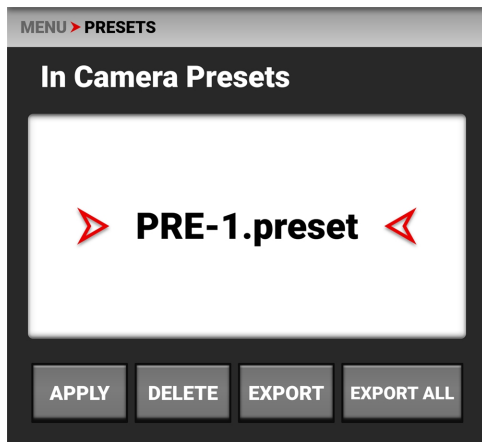 MENU > PRESETS
In Camera Presets
PRE-1.preset
APPLY DELETE EXPORT EXPORT ALL